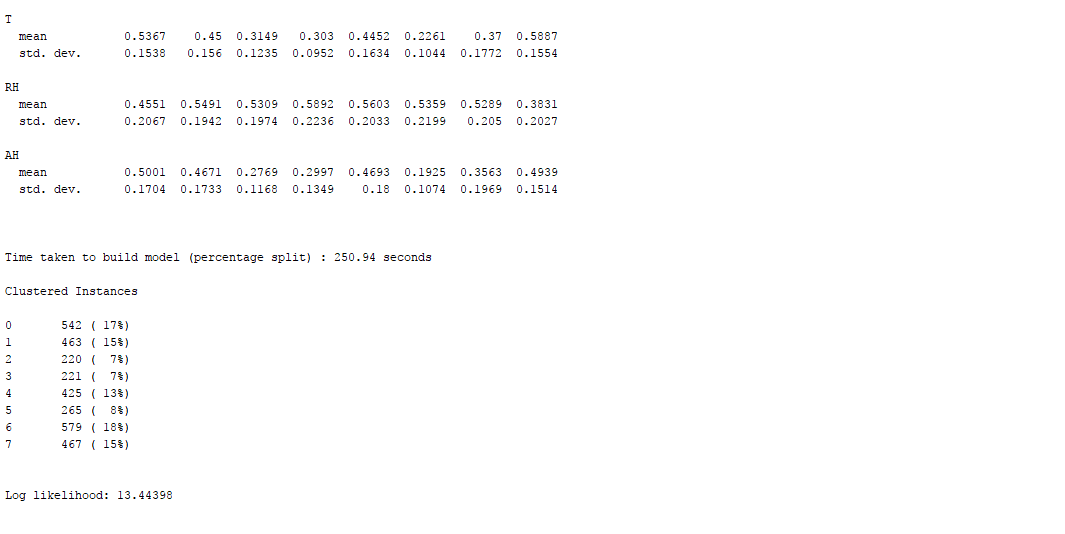 T
  mean            0.5367    0.45  0.3149   0.303  0.4452  0.2261    0.37  0.5887
  std. dev.       0.1538   0.156  0.1235  0.0952  0.1634  0.1044  0.1772  0.1554
RH
  mean            0.4551  0.5491  0.5309  0.5892  0.5603  0.5359  0.5289  0.3831
  std. dev.       0.2067  0.1942  0.1974  0.2236  0.2033  0.2199   0.205  0.2027
AH
  mean            0.5001  0.4671  0.2769  0.2997  0.4693  0.1925  0.3563  0.4939
  std. dev.       0.1704  0.1733  0.1168  0.1349    0.18  0.1074  0.1969  0.1514
Time taken to build model (percentage split) : 250.94 seconds
Clustered Instances
0       542 ( 17%)
1       463 ( 15%)
2       220 (  7%)
3       221 (  7%)
4       425 ( 13%)
5       265 (  8%)
6       579 ( 18%)
7       467 ( 15%)
Log likelihood: 13.44398